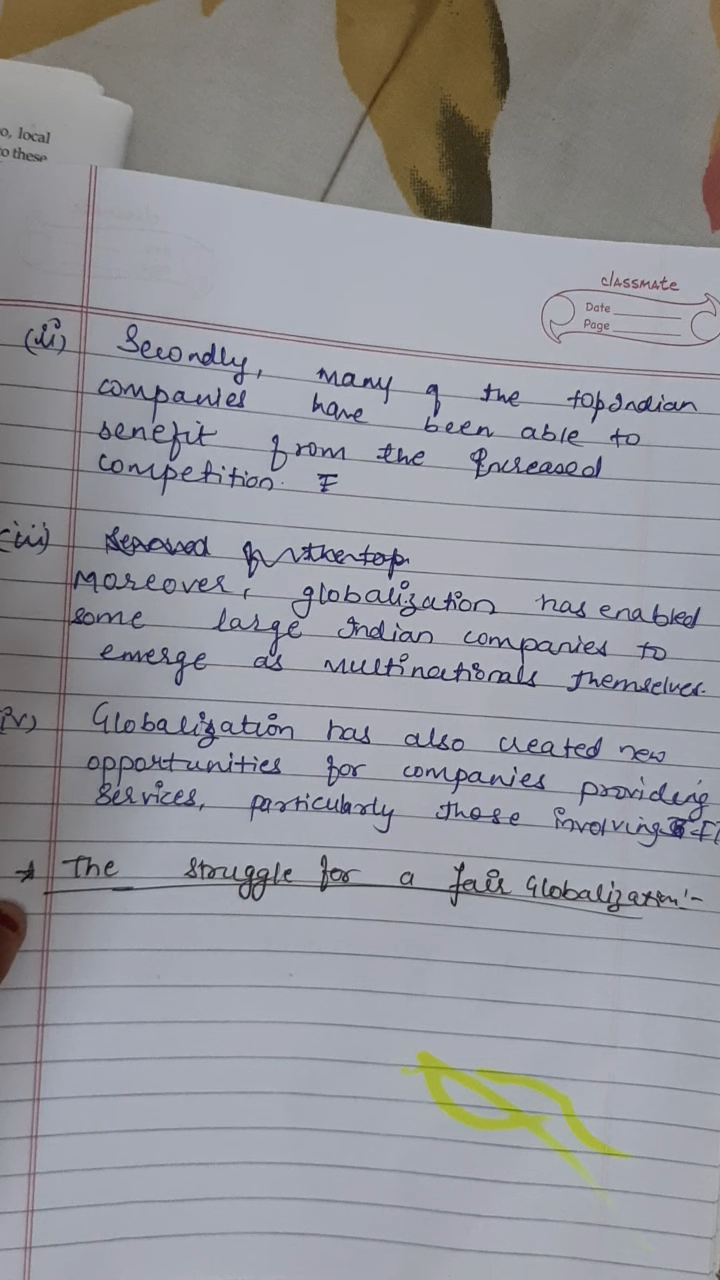 o, local
o these
classmate
Date
Page
(ii) Secondly, many of the top Indian
companies have been able to
benefit from the Increased
competition.
(iii)
Moreover, globalization has enabled
some large Indian companies to
emerge as multinationals themselves.
iv) Globalization has also created new
opportunities for companies providing
services, particularly those involving
→ The struggle for a fair Globalization:-